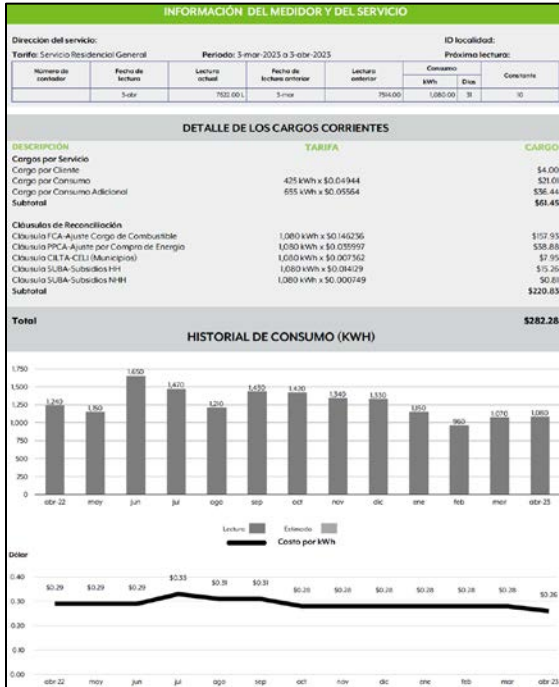 INFORMACIÓN DEL MEDIDOR Y DEL SERVICIO
Dirección del servicio: ID localidad:
Tarifa: Servicio Residencial General Periodo: 3-mar-2023 a 3-abr-2023 Próxima lectura:
Número de contador Fecha de lectura Lectura actual Fecha de lectura anterior Lectura anterior Consumo kWh Días Constante
3-abr 7622.00 L 3-mar 7514.00 1,080.00 31 10
DETALLE DE LOS CARGOS CORRIENTES
DESCRIPCIÓN TARIFA CARGO
Cargos por Servicio
Cargo por Cliente $4.00
Cargo por Consumo 425 kWh x $0.04944 $21.01
Cargo por Consumo Adicional 655 kWh x $0.05564 $36.44
Subtotal $61.45
Cláusulas de Reconciliación
Cláusula FCA-Ajuste Cargo de Combustible 1,080 kWh x $0.146236 $157.93
Cláusula PPCA-Ajuste por Compra de Energía 1,080 kWh x $0.035997 $38.88
Cláusula CILTA-CELI (Municipios) 1,080 kWh x $0.007362 $7.95
Cláusula SUBA-Subsidios HH 1,080 kWh x $0.014129 $15.26
Cláusula SUBA-Subsidios NHH 1,080 kWh x $0.000749 $0.81
Subtotal $220.83
Total $282.28
HISTORIAL DE CONSUMO (KWH)
1,750
1,500
1,250
1,000
750
500
250
0
1,240 1,150 1,650 1,470 1,210 1,430 1,420 1,340 1,330 1,150 960 1,070 1,080
abr-22 may jun jul ago sep oct nov dic ene feb mar abr-23
Lectura Estimado
Costo por kWh
Dólar
0.40
0.30
0.30
0.10
0.00
$0.29 $0.29 $0.29 $0.33 $0.31 $0.31 $0.28 $0.28 $0.28 $0.28 $0.28 $0.28 $0.26
abr-22 may jun jul ago sep oct nov dic ene feb mar abr-23